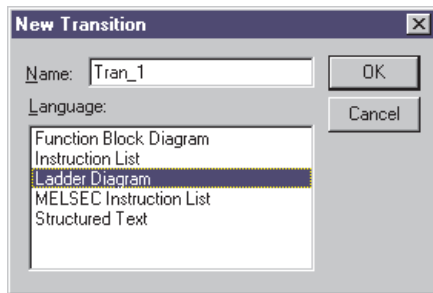 New Transition
Name: Tran_1
OK
Language:
Cancel
Function Block Diagram
Instruction List
Ladder Diagram
MELSEC Instruction List
Structured Text